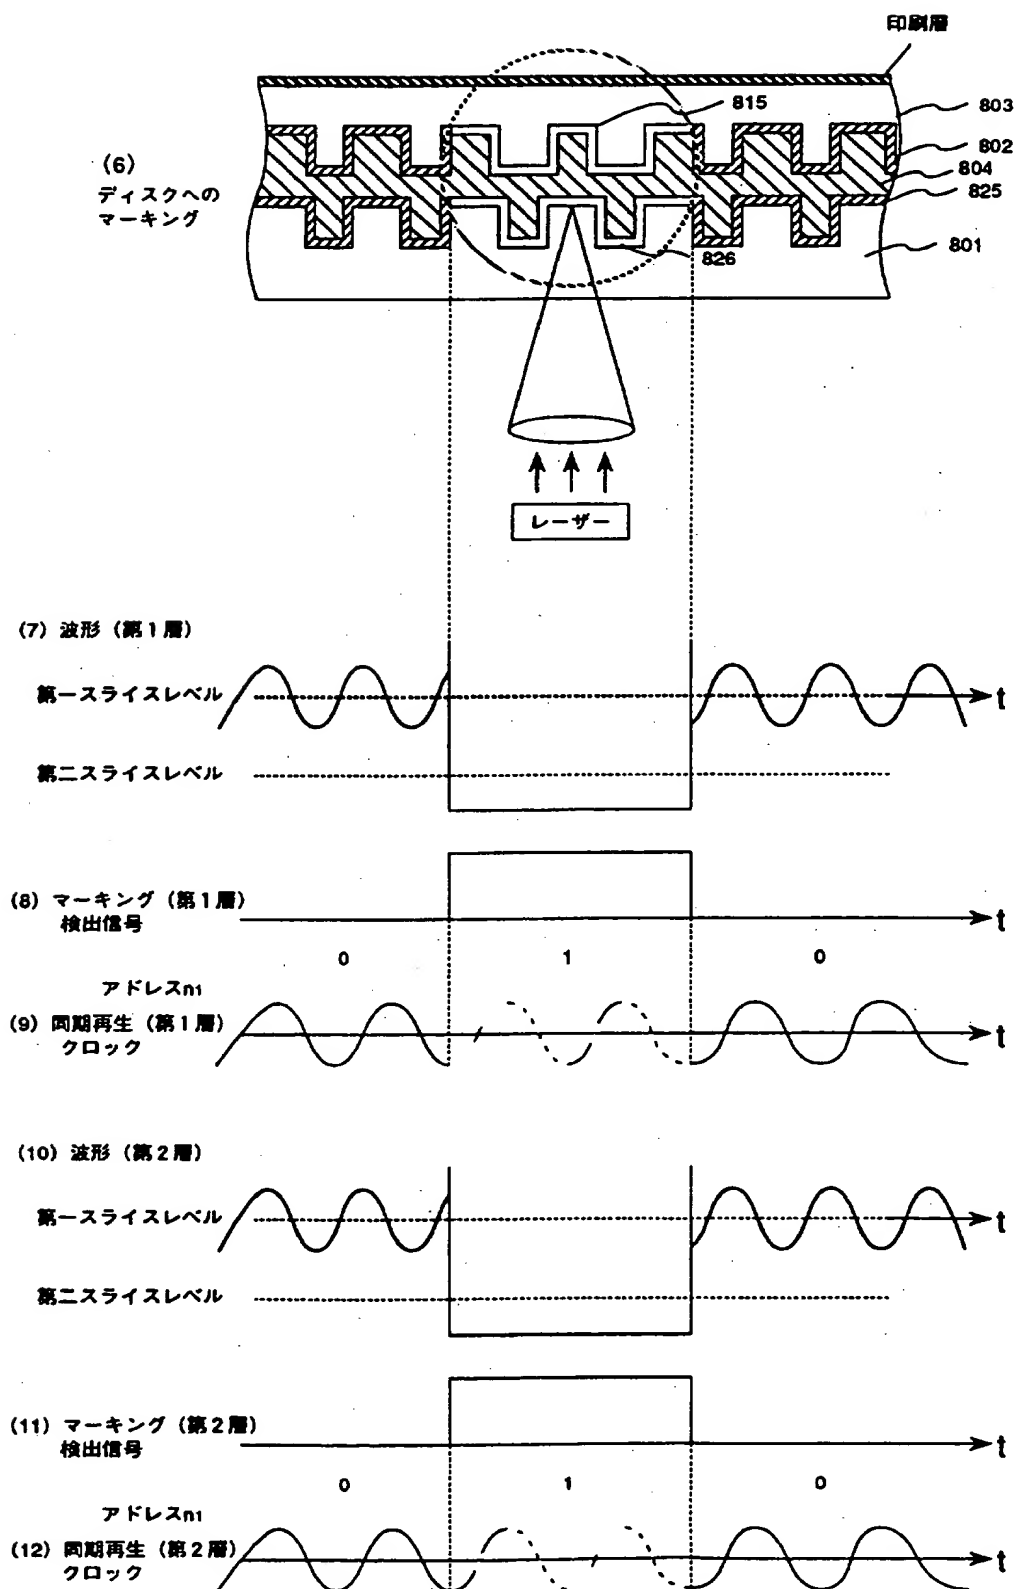 印刷層
815
803
802
804
825
(6)
ディスクへの
マーキング
826
801
レーザー
(7) 波形 (第1層)
第一スライスレベル
t
第二スライスレベル
(8) マーキング (第1層)
検出信号
t
0
1
0
アドレスn1
(9) 同期再生 (第1層)
クロック
t
(10) 波形 (第2層)
第一スライスレベル
t
第二スライスレベル
(11) マーキング (第2層)
検出信号
t
0
1
0
アドレスn1
(12) 同期再生 (第2層)
クロック
t